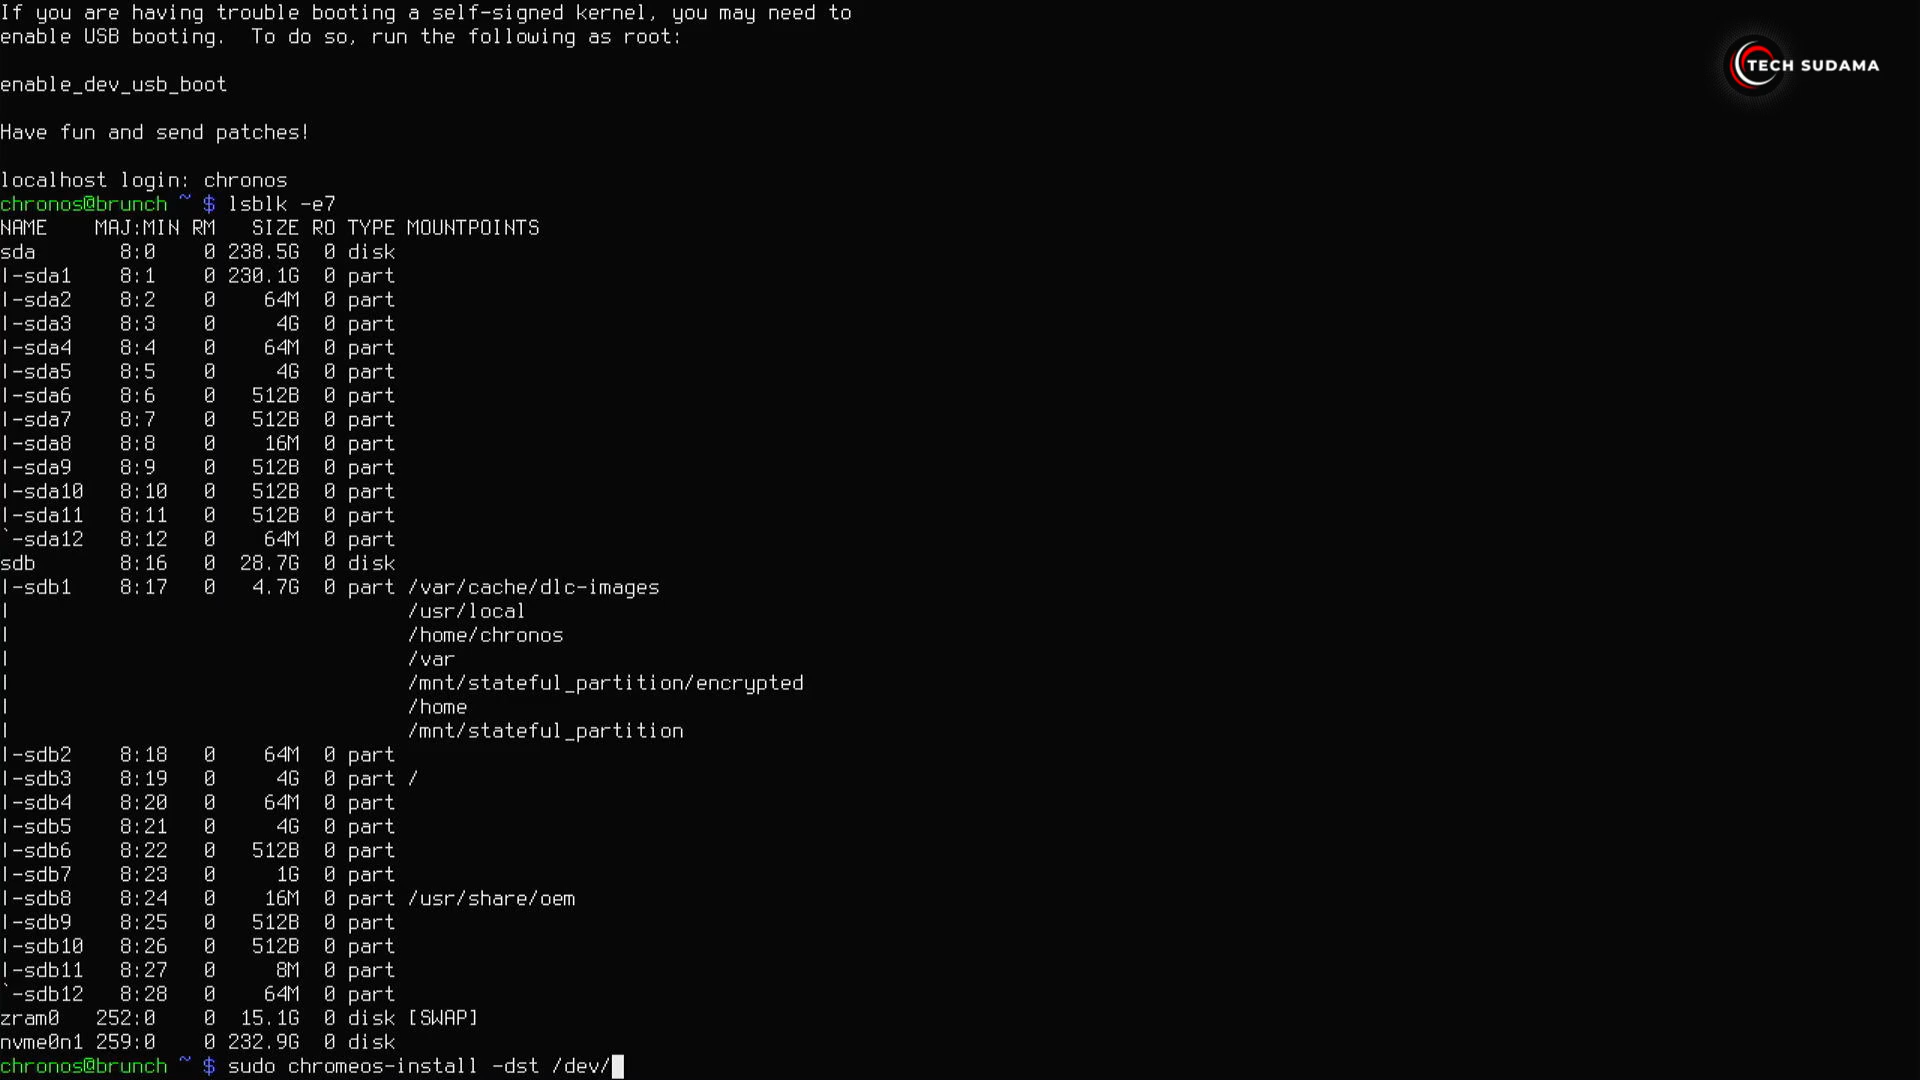 If you are having trouble booting a self-signed kernel, you may need to
enable USB booting.  To do so, run the following as root:
enable_dev_usb_boot
Have fun and send patches!
localhost login: chronos
chronos@brunch ~ $ lsblk -e7
NAME    MAJ:MIN RM   SIZE RO TYPE MOUNTPOINTS
sda       8:0    0 238.5G  0 disk
|-sda1    8:1    0 230.1G  0 part
|-sda2    8:2    0    64M  0 part
|-sda3    8:3    0     4G  0 part
|-sda4    8:4    0    64M  0 part
|-sda5    8:5    0     4G  0 part
|-sda6    8:6    0   512B  0 part
|-sda7    8:7    0   512B  0 part
|-sda8    8:8    0    16M  0 part
|-sda9    8:9    0   512B  0 part
|-sda10   8:10   0   512B  0 part
|-sda11   8:11   0   512B  0 part
`-sda12   8:12   0    64M  0 part
sdb       8:16   0  28.7G  0 disk
|-sdb1    8:17   0   4.7G  0 part /var/cache/dlc-images
|                                 /usr/local
|                                 /home/chronos
|                                 /var
|                                 /mnt/stateful_partition/encrypted
|                                 /home
|                                 /mnt/stateful_partition
|-sdb2    8:18   0    64M  0 part
|-sdb3    8:19   0     4G  0 part /
|-sdb4    8:20   0    64M  0 part
|-sdb5    8:21   0     4G  0 part
|-sdb6    8:22   0   512B  0 part
|-sdb7    8:23   0     1G  0 part
|-sdb8    8:24   0    16M  0 part /usr/share/oem
|-sdb9    8:25   0   512B  0 part
|-sdb10   8:26   0   512B  0 part
|-sdb11   8:27   0     8M  0 part
`-sdb12   8:28   0    64M  0 part
zram0   252:0    0  15.1G  0 disk [SWAP]
nvme0n1 259:0    0 232.9G  0 disk
chronos@brunch ~ $ sudo chromeos-install -dst /dev/
TECH SUDAMA